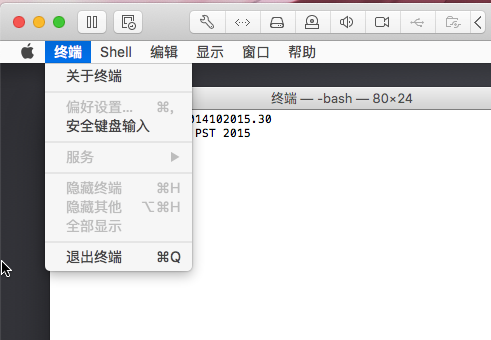 终端 Shell 编辑 显示 窗口 帮助
关于终端
终端 — -bash — 80×24
偏好设置... ⌘,
014102015.30
安全键盘输入
PST 2015
服务 ▶
隐藏终端 ⌘H
隐藏其他 ⌥⌘H
全部显示
退出终端 ⌘Q